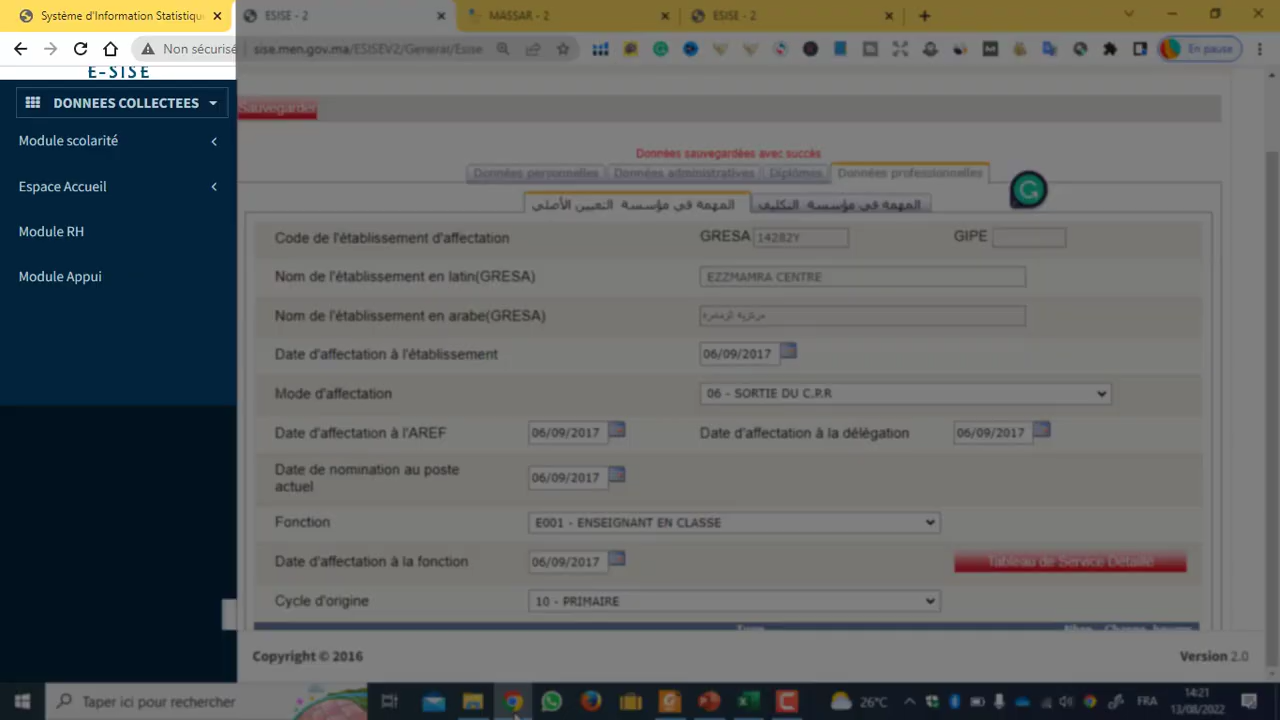 Système d'Information Statistiqu
ESISE - 2
MASSAR - 2
ESISE - 2
Non sécurisé
sise.men.gov.ma/ESISEV2/General/Esise
En pause
E-SISE
DONNEES COLLECTEES
Module scolarité
Espace Accueil
Module RH
Module Appui
Sauvegarder
Données sauvegardées avec succès
Données personnelles
Données administratives
Diplômes
Données professionnelles
المهمة في مؤسسة التعيين الأصلي
المهمة في مؤسسة التكليف
Code de l'établissement d'affectation
GRESA 14282Y
GIPE
Nom de l'établissement en latin(GRESA)
EZZMAMRA CENTRE
Nom de l'établissement en arabe(GRESA)
Date d'affectation à l'établissement
06/09/2017
Mode d'affectation
06 - SORTIE DU C.P.R
Date d'affectation à l'AREF
06/09/2017
Date d'affectation à la délégation
06/09/2017
Date de nomination au poste
actuel
06/09/2017
Fonction
E001 - ENSEIGNANT EN CLASSE
Date d'affectation à la fonction
06/09/2017
Tableau de Service Détaillé
Cycle d'origine
10 - PRIMAIRE
Copyright © 2016
Version 2.0
Taper ici pour rechercher
26°C
FRA
14:21
13/08/2022